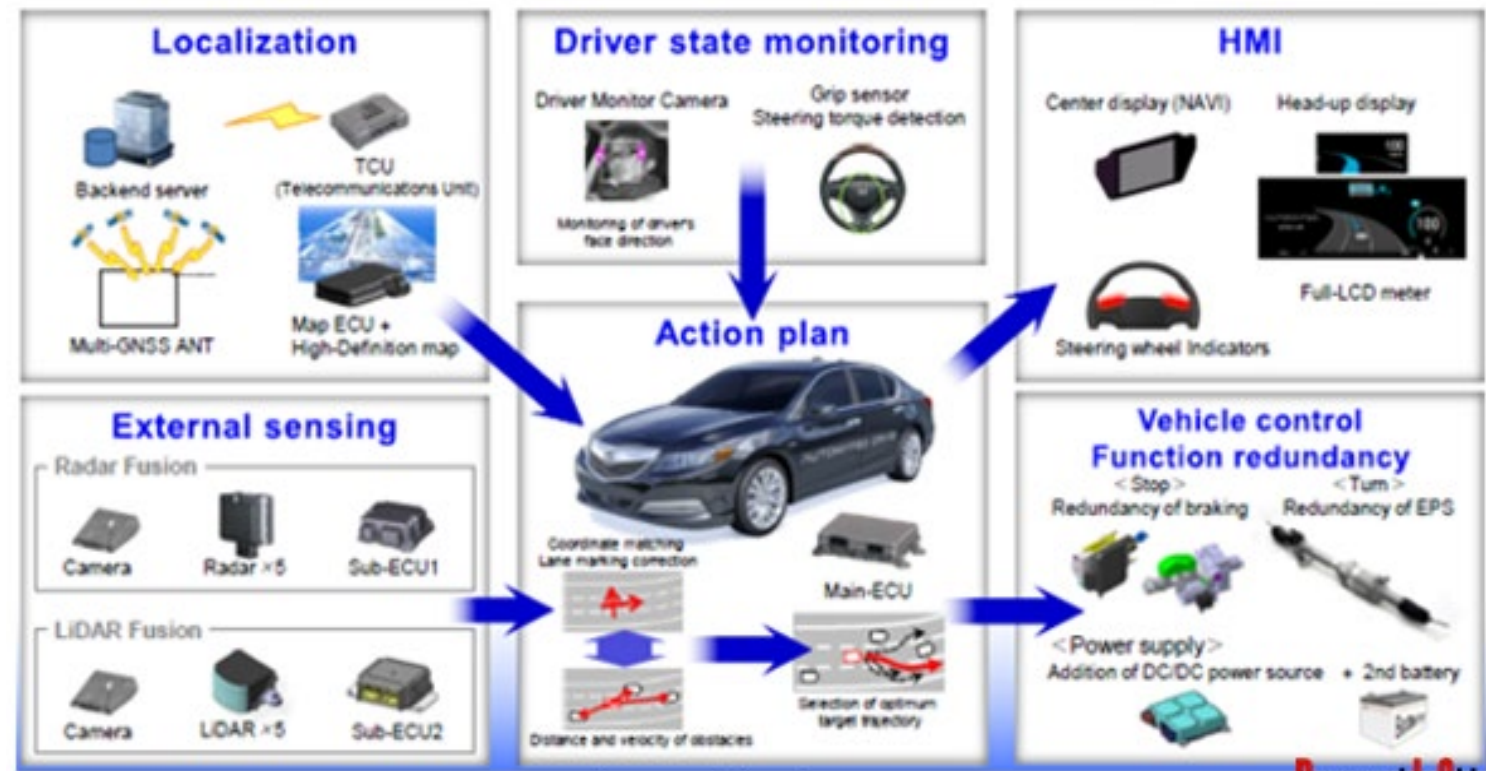 Localization
Backend server
TCU
(Telecommunications Unit)
Multi-GNSS ANT
Map ECU +
High-Definition map
Driver state monitoring
Driver Monitor Camera
Monitoring of driver's
face direction
Grip sensor
Steering torque detection
HMI
Center display (NAVI)
Head-up display
100
100
Full-LCD meter
Steering wheel Indicators
External sensing
Radar Fusion
Camera
Radar ×5
Sub-ECU1
LiDAR Fusion
Camera
LiDAR ×5
Sub-ECU2
Action plan
AUTOMATED DRIVE
Coordinate matching
Lane marking correction
Main-ECU
Distance and velocity of obstacles
Selection of optimum
target trajectory
Vehicle control
Function redundancy
<Stop>
Redundancy of braking
<Turn>
Redundancy of EPS
<Power supply>
Addition of DC/DC power source + 2nd battery